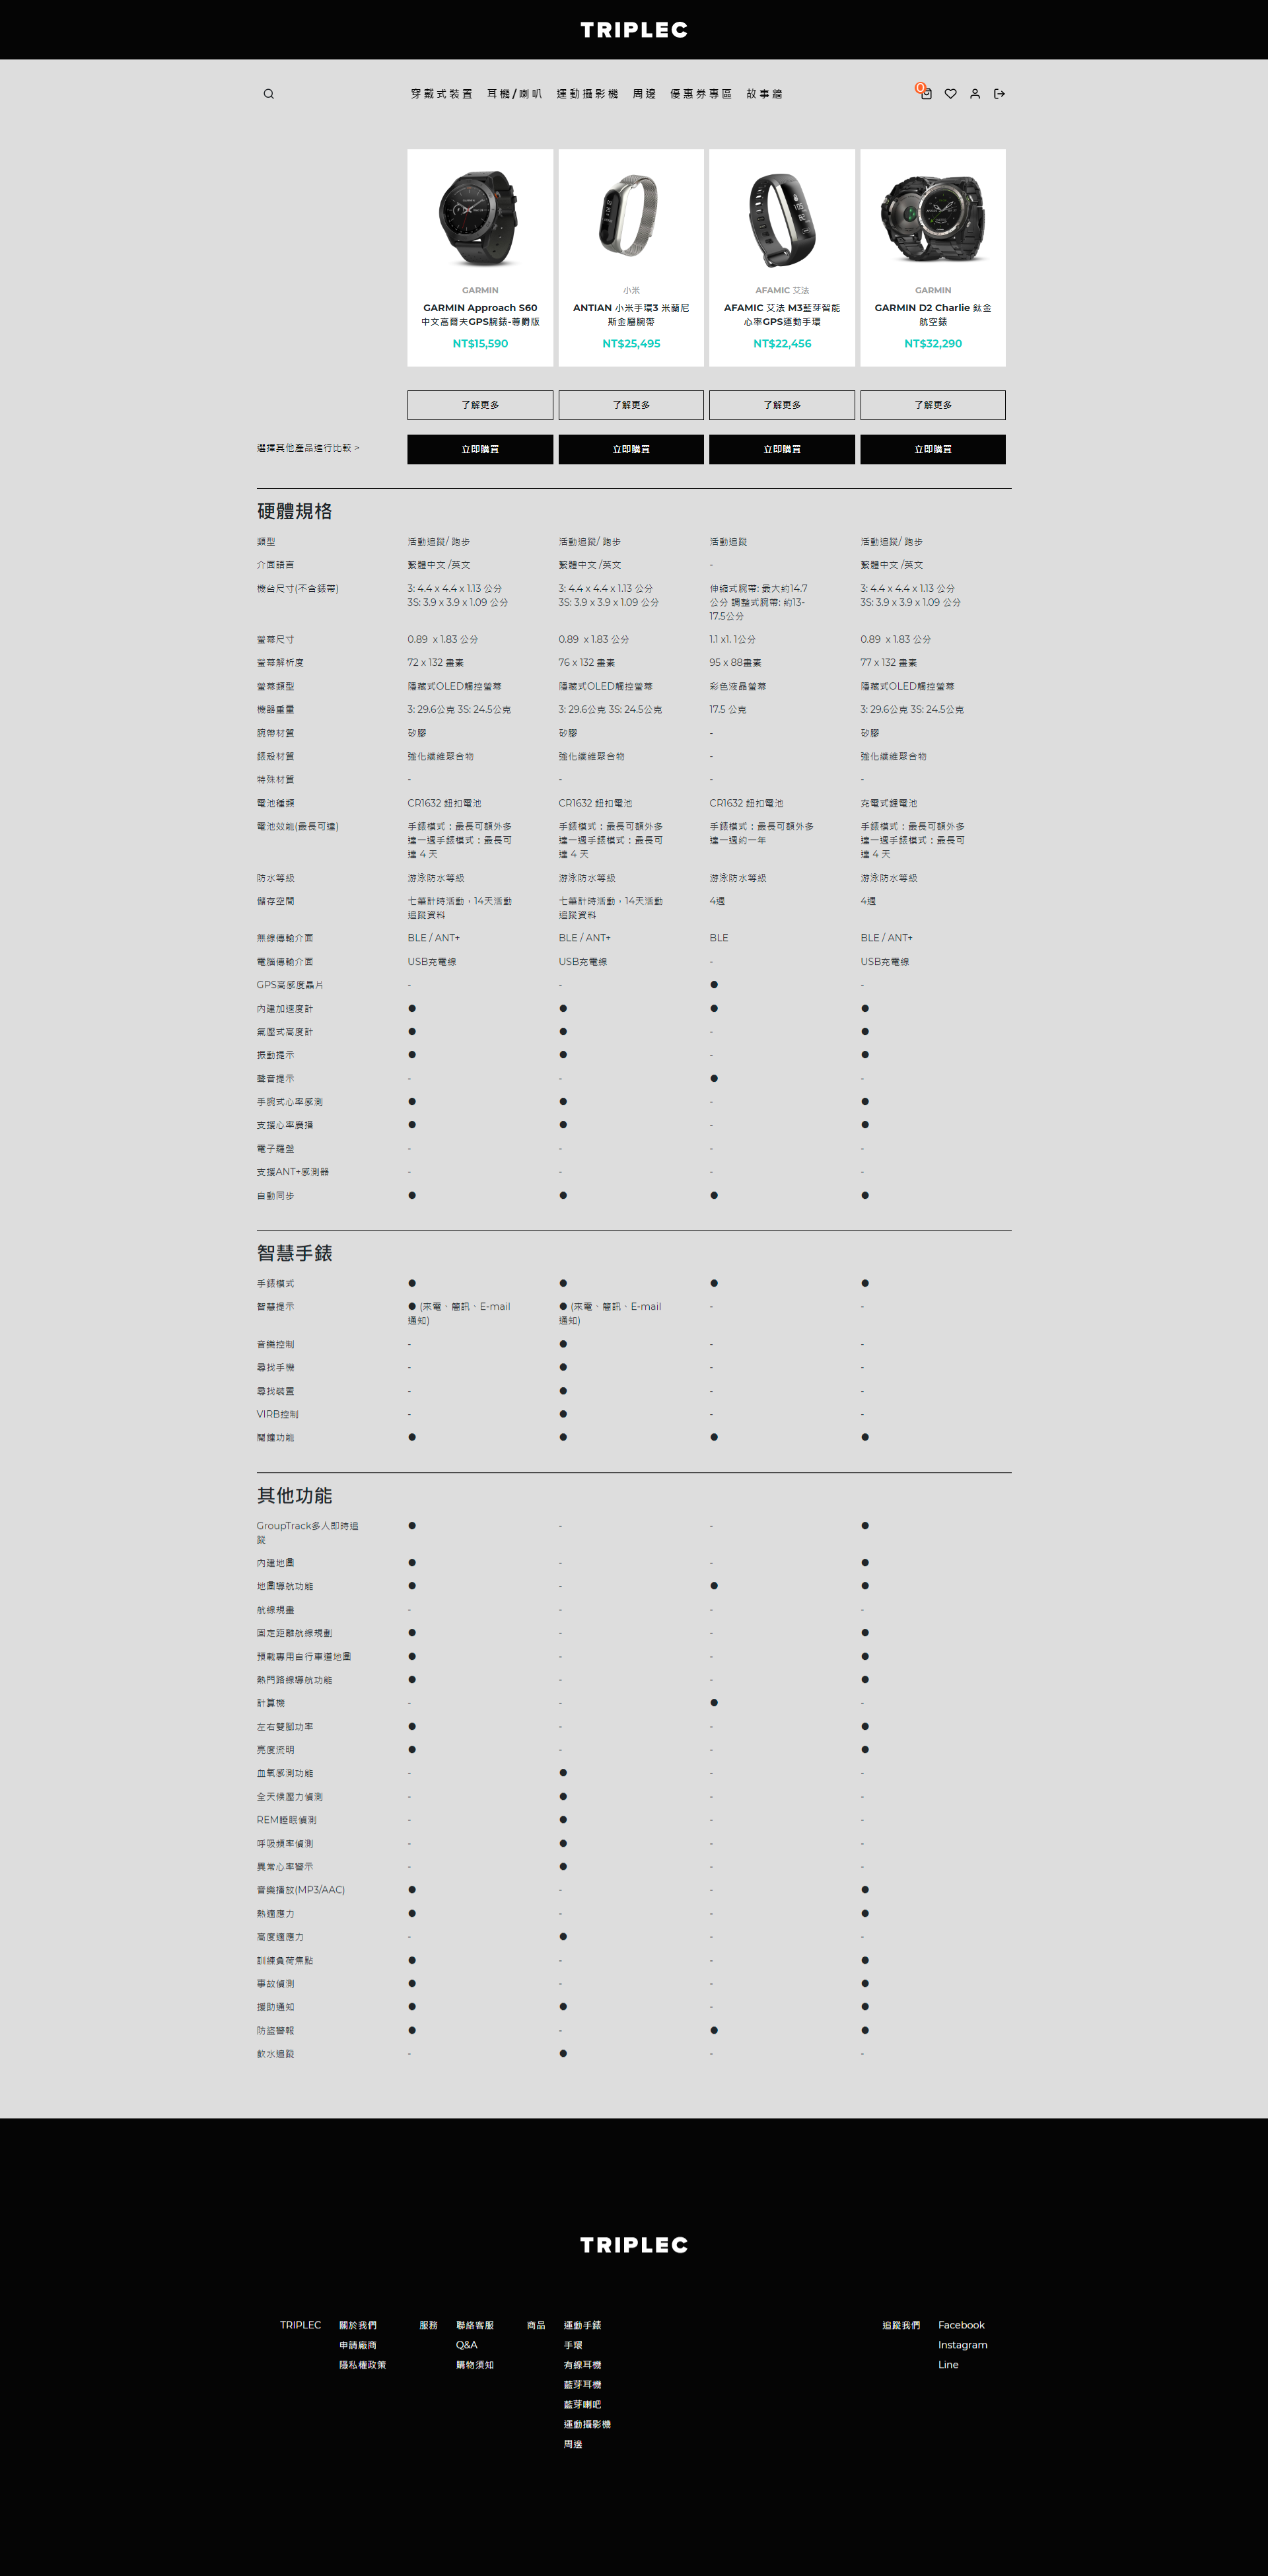 TRIPLEC
穿戴式裝置 耳機/喇叭 運動攝影機 周邊 優惠券專區 故事牆
0
GARMIN
GARMIN Approach S60
中文高爾夫GPS腕錶-尊爵版
NT$15,590
小米
ANTIAN 小米手環3 米蘭尼
斯金屬腕帶
NT$25,495
AFAMIC 艾法
AFAMIC 艾法 M3藍芽智能
心率GPS運動手環
NT$22,456
GARMIN
GARMIN D2 Charlie 鈦金
航空錶
NT$32,290
了解更多 了解更多 了解更多 了解更多
選擇其他產品進行比較 > 立即購買 立即購買 立即購買 立即購買
硬體規格
類型 活動追蹤/ 跑步 活動追蹤/ 跑步 活動追蹤 活動追蹤/ 跑步
介面語言 繁體中文 /英文 繁體中文 /英文 - 繁體中文 /英文
機台尺寸(不含錶帶) 3: 4.4 x 4.4 x 1.13 公分 3: 4.4 x 4.4 x 1.13 公分 伸縮式腕帶: 最大約14.7 3: 4.4 x 4.4 x 1.13 公分
3S: 3.9 x 3.9 x 1.09 公分 3S: 3.9 x 3.9 x 1.09 公分 公分 調整式腕帶: 約13- 3S: 3.9 x 3.9 x 1.09 公分
17.5公分
螢幕尺寸 0.89 x 1.83 公分 0.89 x 1.83 公分 1.1 x1. 1公分 0.89 x 1.83 公分
螢幕解析度 72 x 132 畫素 76 x 132 畫素 95 x 88畫素 77 x 132 畫素
螢幕類型 隱藏式OLED觸控螢幕 隱藏式OLED觸控螢幕 彩色液晶螢幕 隱藏式OLED觸控螢幕
機器重量 3: 29.6公克 3S: 24.5公克 3: 29.6公克 3S: 24.5公克 17.5 公克 3: 29.6公克 3S: 24.5公克
腕帶材質 矽膠 矽膠 - 矽膠
錶殼材質 強化纖維聚合物 強化纖維聚合物 - 強化纖維聚合物
特殊材質 - - - -
電池種類 CR1632 鈕扣電池 CR1632 鈕扣電池 CR1632 鈕扣電池 充電式鋰電池
電池效能(最長可達) 手錶模式：最長可額外多 手錶模式：最長可額外多 手錶模式：最長可額外多 手錶模式：最長可額外多
達一週手錶模式：最長可 達一週手錶模式：最長可 達一週約一年 達一週手錶模式：最長可
達 4 天 達 4 天 達 4 天
防水等級 游泳防水等級 游泳防水等級 游泳防水等級 游泳防水等級
儲存空間 七筆計時活動，14天活動 七筆計時活動，14天活動 4週 4週
追蹤資料 追蹤資料
無線傳輸介面 BLE / ANT+ BLE / ANT+ BLE BLE / ANT+
電腦傳輸介面 USB充電線 USB充電線 - USB充電線
GPS高感度晶片 - - ● -
內建加速度計 ● ● ● ●
氣壓式高度計 ● ● - ●
振動提示 ● ● - ●
聲音提示 - - ● -
手腕式心率感測 ● ● - ●
支援心率廣播 ● ● - ●
電子羅盤 - - - -
支援ANT+感測器 - - - -
自動同步 ● ● ● ●
智慧手錶
手錶模式 ● ● ● ●
智慧提示 ● (來電、簡訊、E-mail ● (來電、簡訊、E-mail - -
通知) 通知)
音樂控制 - ● - -
尋找手機 - ● - -
尋找裝置 - ● - -
VIRB控制 - ● - -
鬧鐘功能 ● ● ● ●
其他功能
GroupTrack多人即時追 ● - - ●
蹤
內建地圖 ● - - ●
地圖導航功能 ● - ● ●
航線規畫 - - - -
固定距離航線規劃 ● - - ●
預載專用自行車道地圖 ● - - ●
熱門路線導航功能 ● - - ●
計算機 - - ● -
左右雙腳功率 ● - - ●
亮度流明 ● - - ●
血氧感測功能 - ● - -
全天候壓力偵測 - ● - -
REM睡眠偵測 - ● - -
呼吸頻率偵測 - ● - -
異常心率警示 - ● - -
音樂播放(MP3/AAC) ● - - ●
熱適應力 ● - - ●
高度適應力 - ● - -
訓練負荷焦點 ● - - ●
事故偵測 ● - - ●
援助通知 ● ● - ●
防盜警報 ● - ● ●
飲水追蹤 - ● - -
TRIPLEC
TRIPLEC 關於我們 服務 聯絡客服 商品 運動手錶 追蹤我們 Facebook
申請廠商 Q&A 手環 Instagram
隱私權政策 購物須知 有線耳機 Line
藍芽耳機
藍芽喇吧
運動攝影機
周邊